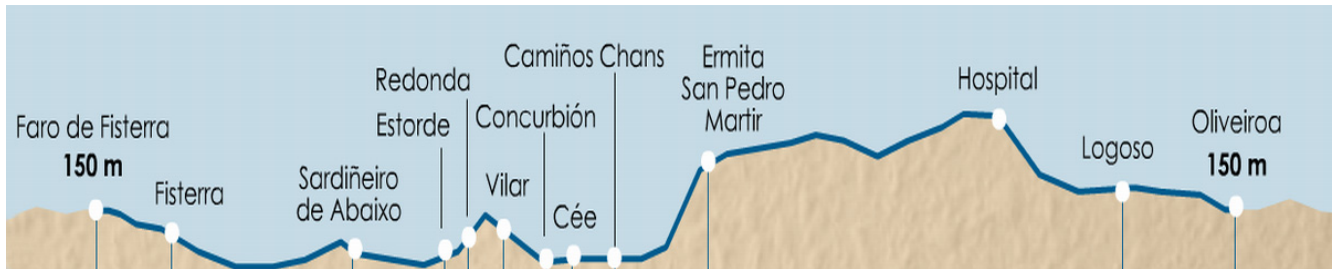 Faro de Fisterra
150 m
Fisterra
Sardiñeiro
de Abaixo
Estorde
Redonda
Vilar
Concurbión
Cée
Camiños Chans
Ermita
San Pedro
Martir
Hospital
Logoso
Oliveiroa
150 m